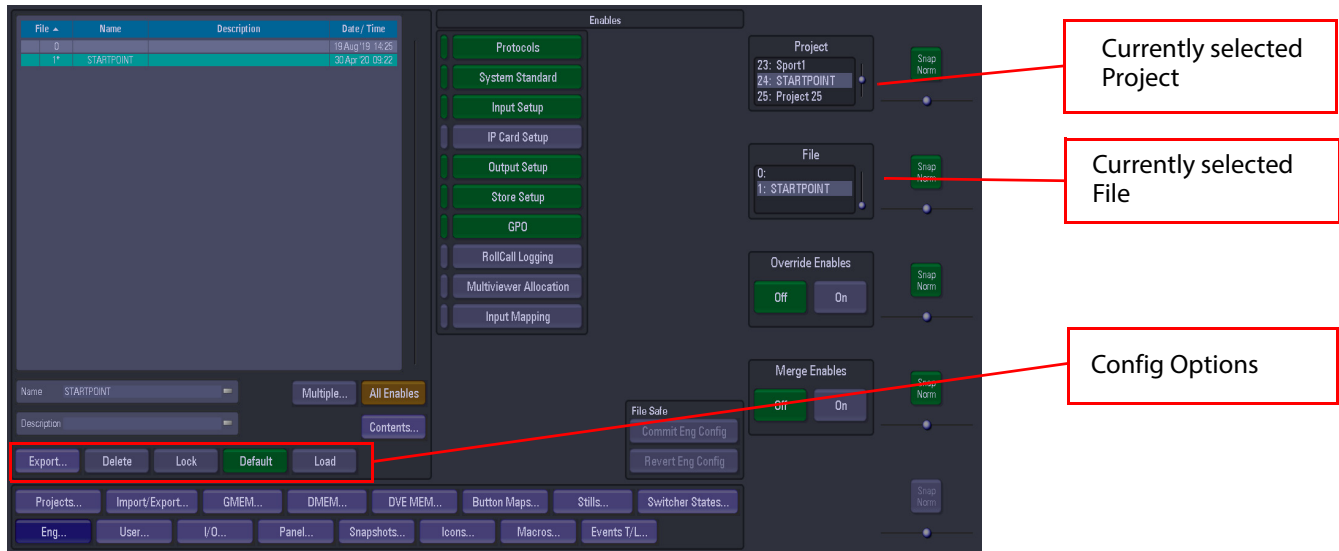 File Name Description Date / Time
0 19 Aug '19 14:25
1* STARTPOINT 30 Apr '20 09:22
Name STARTPOINT
Multiple... All Enables
Description
Contents...
Export... Delete Lock Default Load
Enables
Protocols
System Standard
Input Setup
IP Card Setup
Output Setup
Store Setup
GPO
RollCall Logging
Multiviewer Allocation
Input Mapping
File Safe
Commit Eng Config
Revert Eng Config
Project
23: Sport1
24: STARTPOINT
25: Project 25
Snap
Norm
File
0:
1: STARTPOINT
Snap
Norm
Override Enables
Off On
Snap
Norm
Merge Enables
Off On
Snap
Norm
Snap
Norm
Projects... Import/Export... GMEM... DMEM... DVE MEM... Button Maps... Stills... Switcher States...
Eng... User... I/O... Panel... Snapshots... Icons... Macros... Events T/L...
Currently selected
Project
Currently selected
File
Config Options